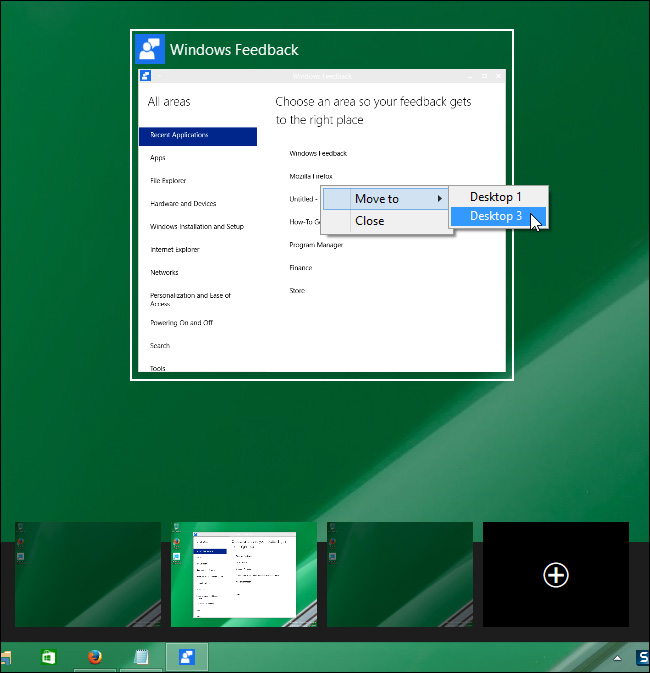 Windows Feedback
Windows Feedback
All areas
Choose an area so your feedback gets
to the right place
Recent Applications
Apps
File Explorer
Hardware and Devices
Windows Installation and Setup
Internet Explorer
Networks
Personalization and Ease of
Access
Powering On and Off
Search
Tools
Windows Feedback
Mozilla Firefox
Untitled -
How-To G
Program Manager
Finance
Store
Move to
Close
Desktop 1
Desktop 3
S